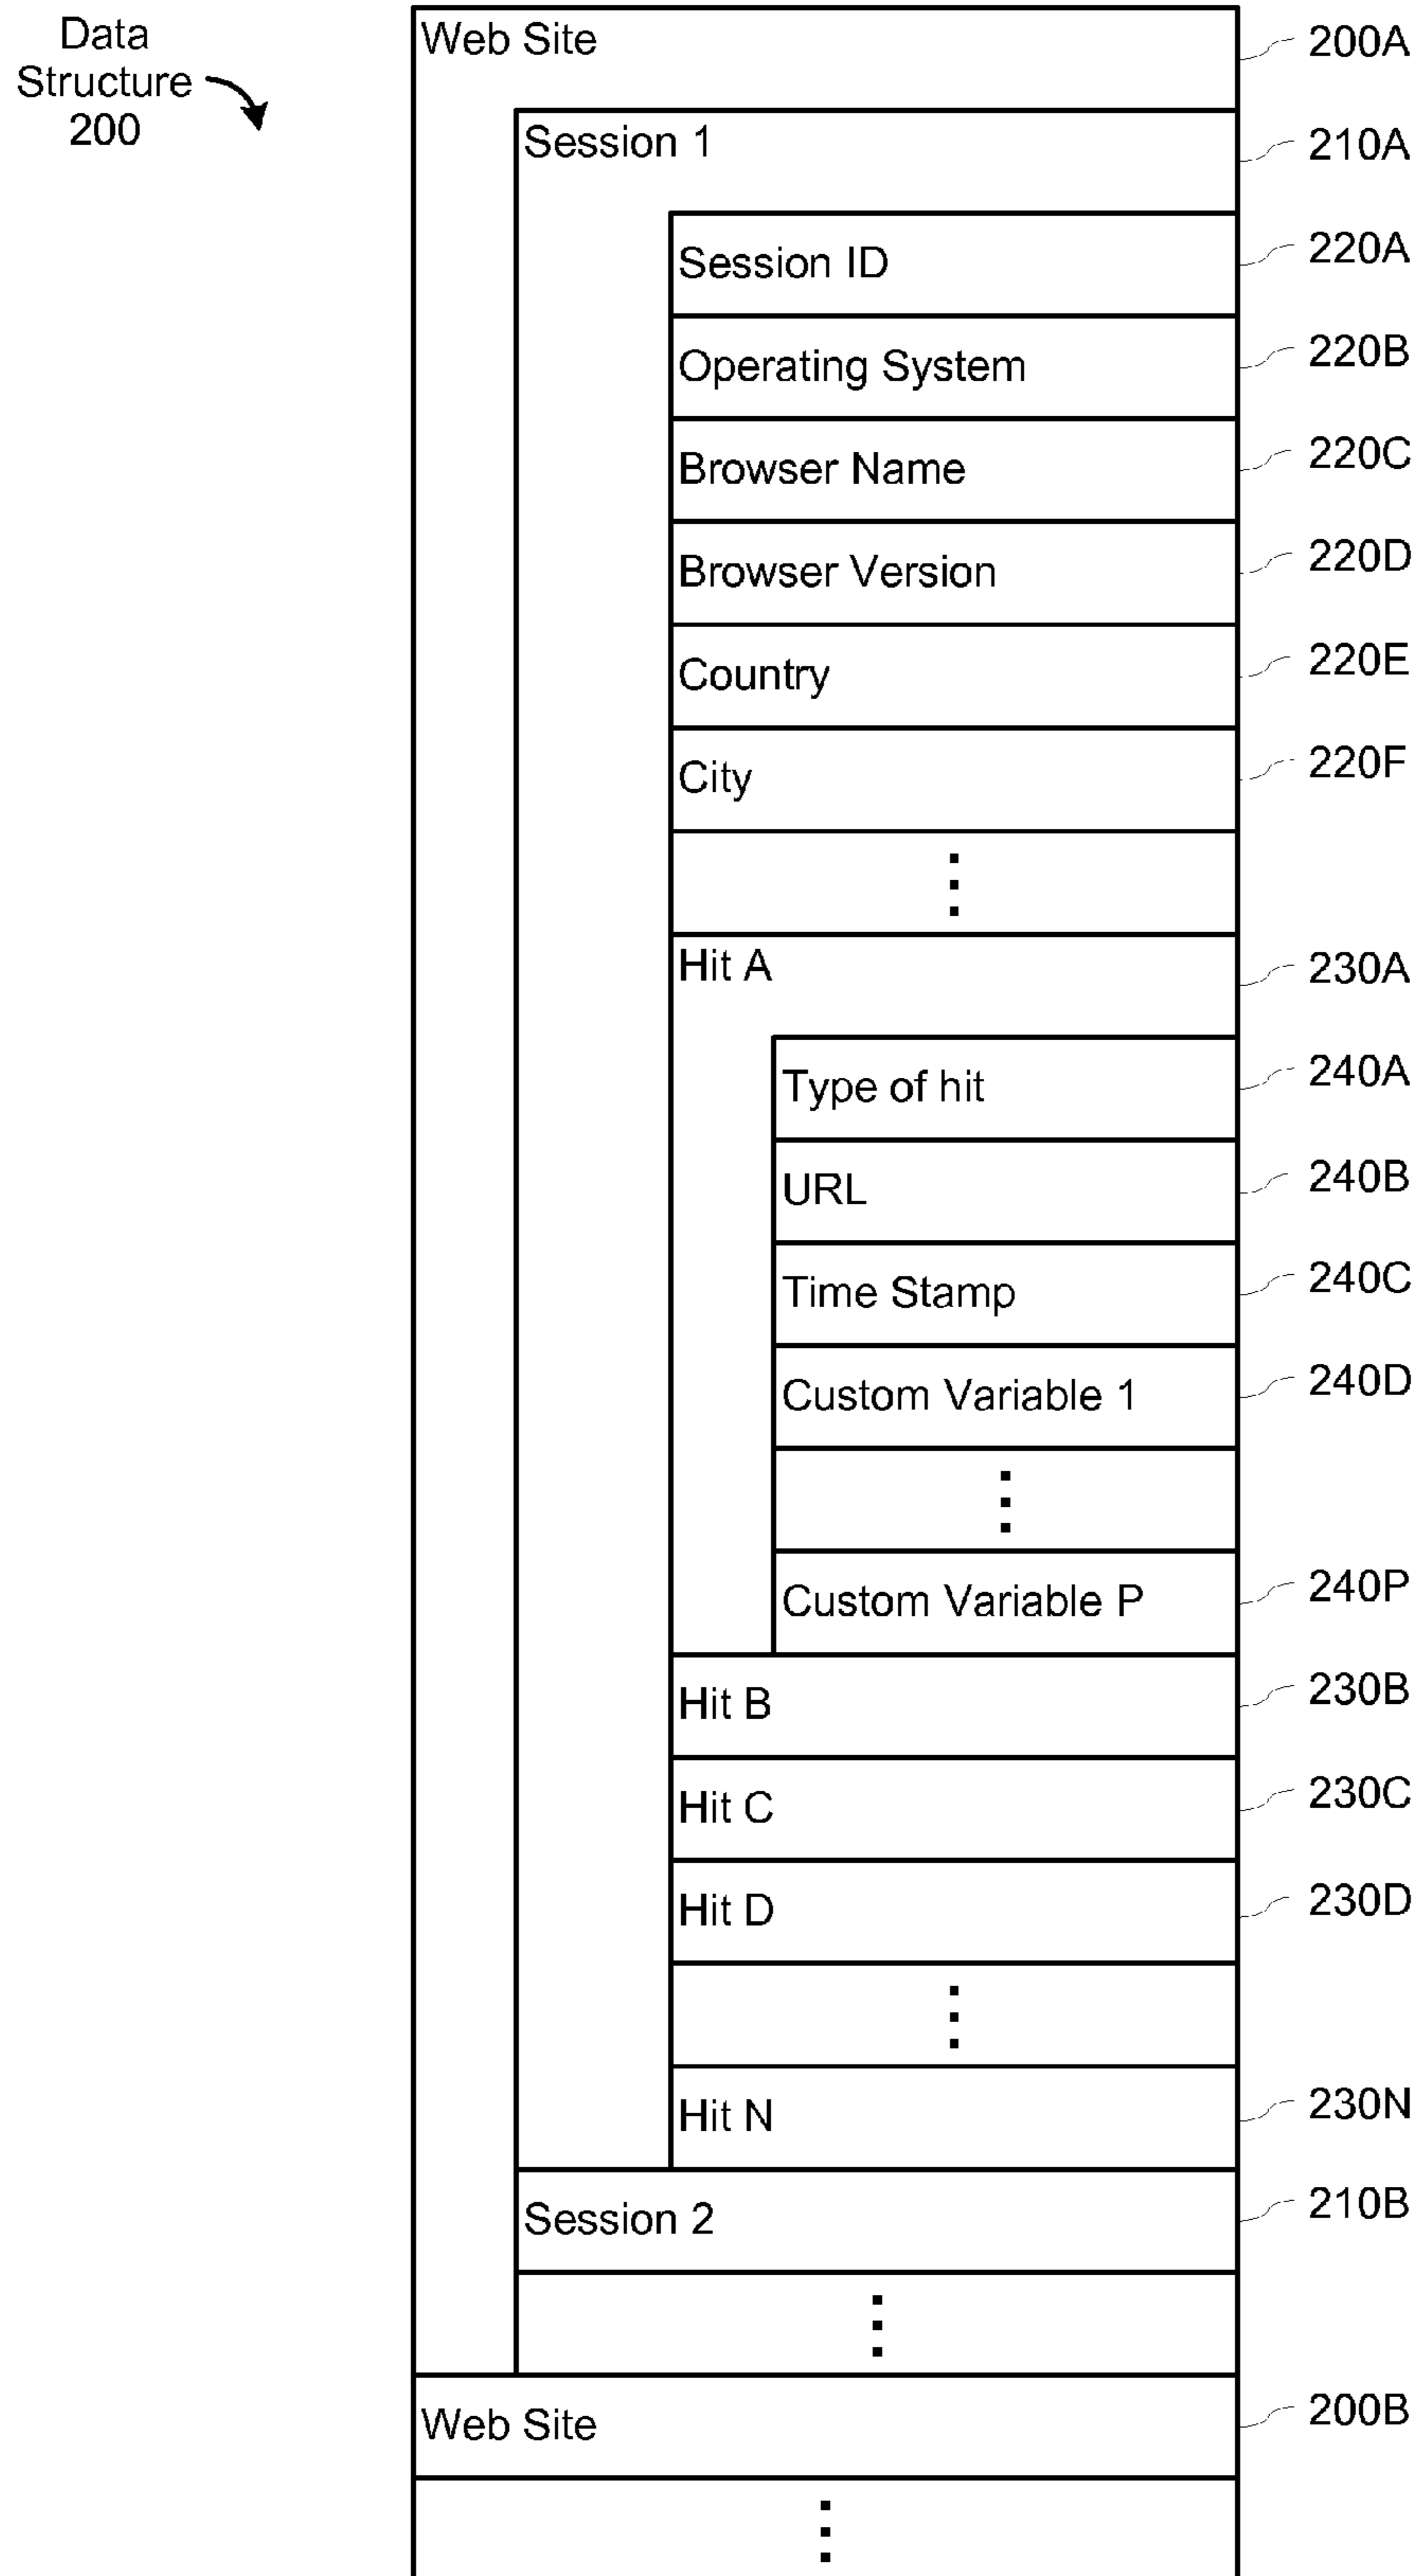 Data
Structure
200
Web Site 200A
Session 1 210A
Session ID 220A
Operating System 220B
Browser Name 220C
Browser Version 220D
Country 220E
City 220F
Hit A 230A
Type of hit 240A
URL 240B
Time Stamp 240C
Custom Variable 1 240D
Custom Variable P 240P
Hit B 230B
Hit C 230C
Hit D 230D
Hit N 230N
Session 2 210B
Web Site 200B